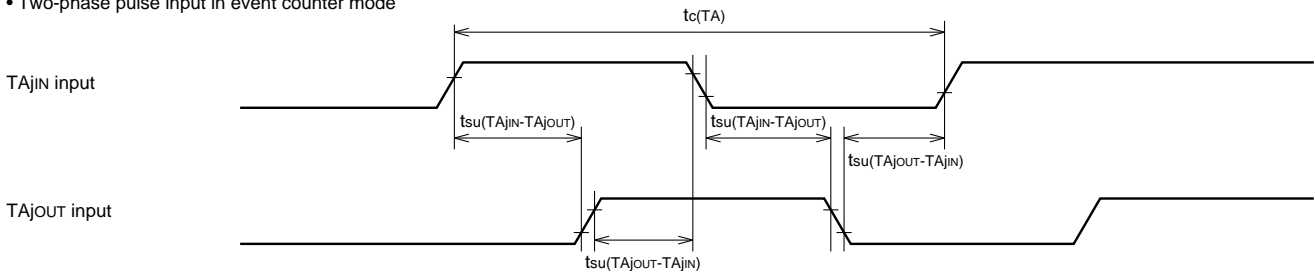 • Two-phase pulse input in event counter mode
tc(TA)
TAjIN input
tsu(TAjIN-TAjOUT)
tsu(TAjIN-TAjOUT)
tsu(TAjOUT-TAjIN)
TAjOUT input
tsu(TAjOUT-TAjIN)